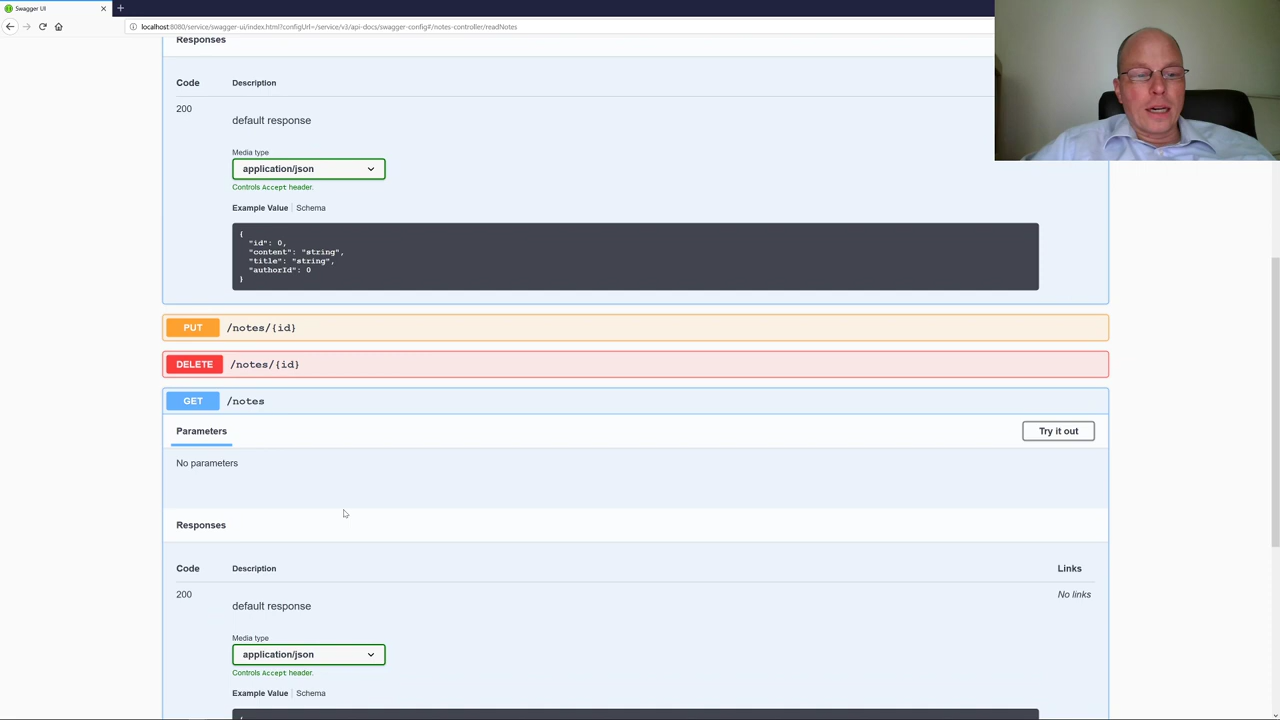 Swagger UI
localhost:8080/service/swagger-ui/index.html?configUrl=/service/v3/api-docs/swagger-config#/notes-controller/readNotes
Responses
Code Description
200
default response
Media type
application/json
Controls Accept header.
Example Value Schema
{
"id": 0,
"content": "string",
"title": "string",
"authorId": 0
}
PUT /notes/{id}
DELETE /notes/{id}
GET /notes
Parameters Try it out
No parameters
Responses
Code Description Links
200 No links
default response
Media type
application/json
Controls Accept header.
Example Value Schema